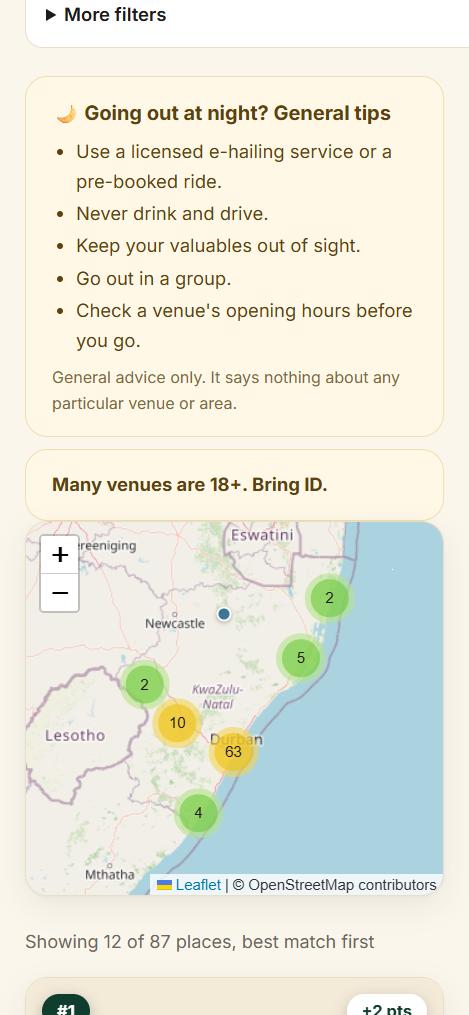 ▶ More filters
🌙 Going out at night? General tips
• Use a licensed e-hailing service or a
pre-booked ride.
• Never drink and drive.
• Keep your valuables out of sight.
• Go out in a group.
• Check a venue's opening hours before
you go.
General advice only. It says nothing about any
particular venue or area.
Many venues are 18+. Bring ID.
Eswatini
+
ereeniging
−
2
Newcastle
5
2
KwaZulu-
Natal
10
Lesotho
Durban
63
4
Mthatha
Leaflet | © OpenStreetMap contributors
Showing 12 of 87 places, best match first
#1
+2 pts